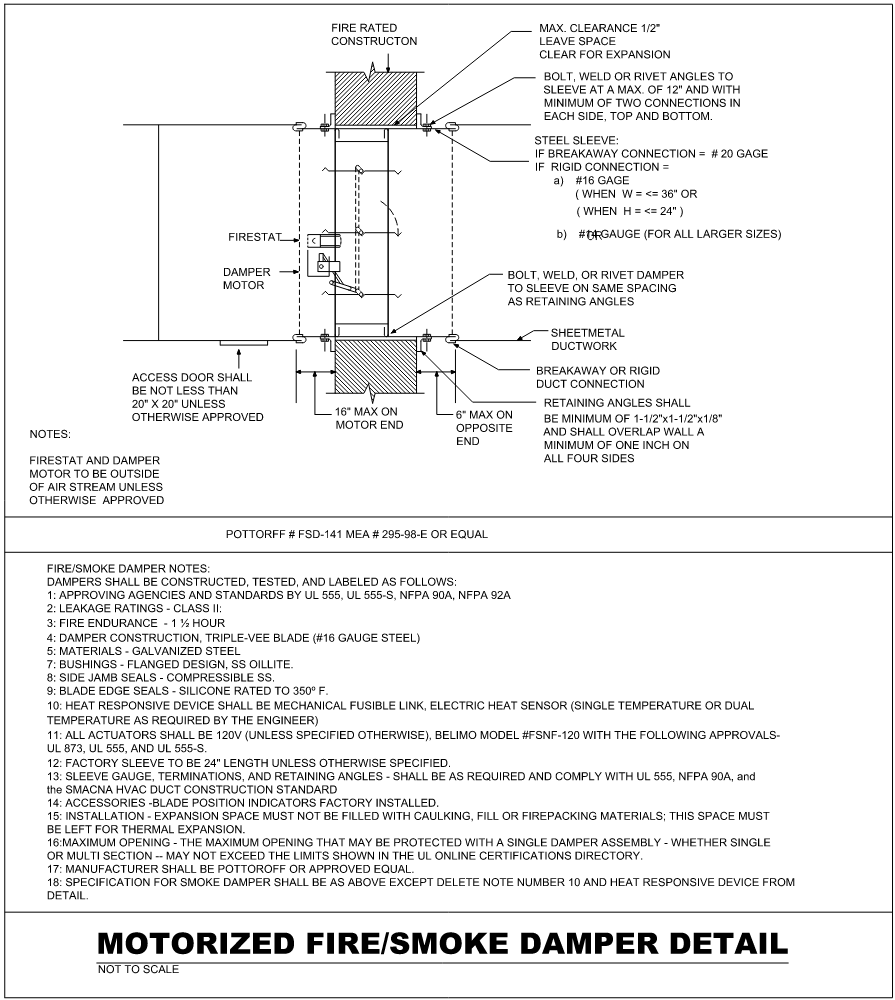 FIRE RATED
CONSTRUCTON
MAX. CLEARANCE 1/2"
LEAVE SPACE
CLEAR FOR EXPANSION
BOLT, WELD OR RIVET ANGLES TO
SLEEVE AT A MAX. OF 12" AND WITH
MINIMUM OF TWO CONNECTIONS IN
EACH SIDE, TOP AND BOTTOM.
STEEL SLEEVE:
IF BREAKAWAY CONNECTION = # 20 GAGE
IF RIGID CONNECTION =
a) #16 GAGE
( WHEN W = <= 36" OR
( WHEN H = <= 24" )
OR
b) #14 GAUGE (FOR ALL LARGER SIZES)
FIRESTAT
DAMPER
MOTOR
BOLT, WELD, OR RIVET DAMPER
TO SLEEVE ON SAME SPACING
AS RETAINING ANGLES
SHEETMETAL
DUCTWORK
BREAKAWAY OR RIGID
DUCT CONNECTION
ACCESS DOOR SHALL
BE NOT LESS THAN
20" X 20" UNLESS
OTHERWISE APPROVED
16" MAX ON
MOTOR END
6" MAX ON
OPPOSITE
END
RETAINING ANGLES SHALL
BE MINIMUM OF 1-1/2"x1-1/2"x1/8"
AND SHALL OVERLAP WALL A
MINIMUM OF ONE INCH ON
ALL FOUR SIDES
NOTES:
FIRESTAT AND DAMPER
MOTOR TO BE OUTSIDE
OF AIR STREAM UNLESS
OTHERWISE APPROVED
POTTORFF # FSD-141 MEA # 295-98-E OR EQUAL
FIRE/SMOKE DAMPER NOTES:
DAMPERS SHALL BE CONSTRUCTED, TESTED, AND LABELED AS FOLLOWS:
1: APPROVING AGENCIES AND STANDARDS BY UL 555, UL 555-S, NFPA 90A, NFPA 92A
2: LEAKAGE RATINGS - CLASS II:
3: FIRE ENDURANCE - 1 ½ HOUR
4: DAMPER CONSTRUCTION, TRIPLE-VEE BLADE (#16 GAUGE STEEL)
5: MATERIALS - GALVANIZED STEEL
7: BUSHINGS - FLANGED DESIGN, SS OILLITE.
8: SIDE JAMB SEALS - COMPRESSIBLE SS.
9: BLADE EDGE SEALS - SILICONE RATED TO 350º F.
10: HEAT RESPONSIVE DEVICE SHALL BE MECHANICAL FUSIBLE LINK, ELECTRIC HEAT SENSOR (SINGLE TEMPERATURE OR DUAL
TEMPERATURE AS REQUIRED BY THE ENGINEER)
11: ALL ACTUATORS SHALL BE 120V (UNLESS SPECIFIED OTHERWISE), BELIMO MODEL #FSNF-120 WITH THE FOLLOWING APPROVALS-
UL 873, UL 555, AND UL 555-S.
12: FACTORY SLEEVE TO BE 24" LENGTH UNLESS OTHERWISE SPECIFIED.
13: SLEEVE GAUGE, TERMINATIONS, AND RETAINING ANGLES - SHALL BE AS REQUIRED AND COMPLY WITH UL 555, NFPA 90A, and
the SMACNA HVAC DUCT CONSTRUCTION STANDARD
14: ACCESSORIES -BLADE POSITION INDICATORS FACTORY INSTALLED.
15: INSTALLATION - EXPANSION SPACE MUST NOT BE FILLED WITH CAULKING, FILL OR FIREPACKING MATERIALS; THIS SPACE MUST
BE LEFT FOR THERMAL EXPANSION.
16:MAXIMUM OPENING - THE MAXIMUM OPENING THAT MAY BE PROTECTED WITH A SINGLE DAMPER ASSEMBLY - WHETHER SINGLE
OR MULTI SECTION -- MAY NOT EXCEED THE LIMITS SHOWN IN THE UL ONLINE CERTIFICATIONS DIRECTORY.
17: MANUFACTURER SHALL BE POTTOROFF OR APPROVED EQUAL.
18: SPECIFICATION FOR SMOKE DAMPER SHALL BE AS ABOVE EXCEPT DELETE NOTE NUMBER 10 AND HEAT RESPONSIVE DEVICE FROM
DETAIL.
MOTORIZED FIRE/SMOKE DAMPER DETAIL
NOT TO SCALE